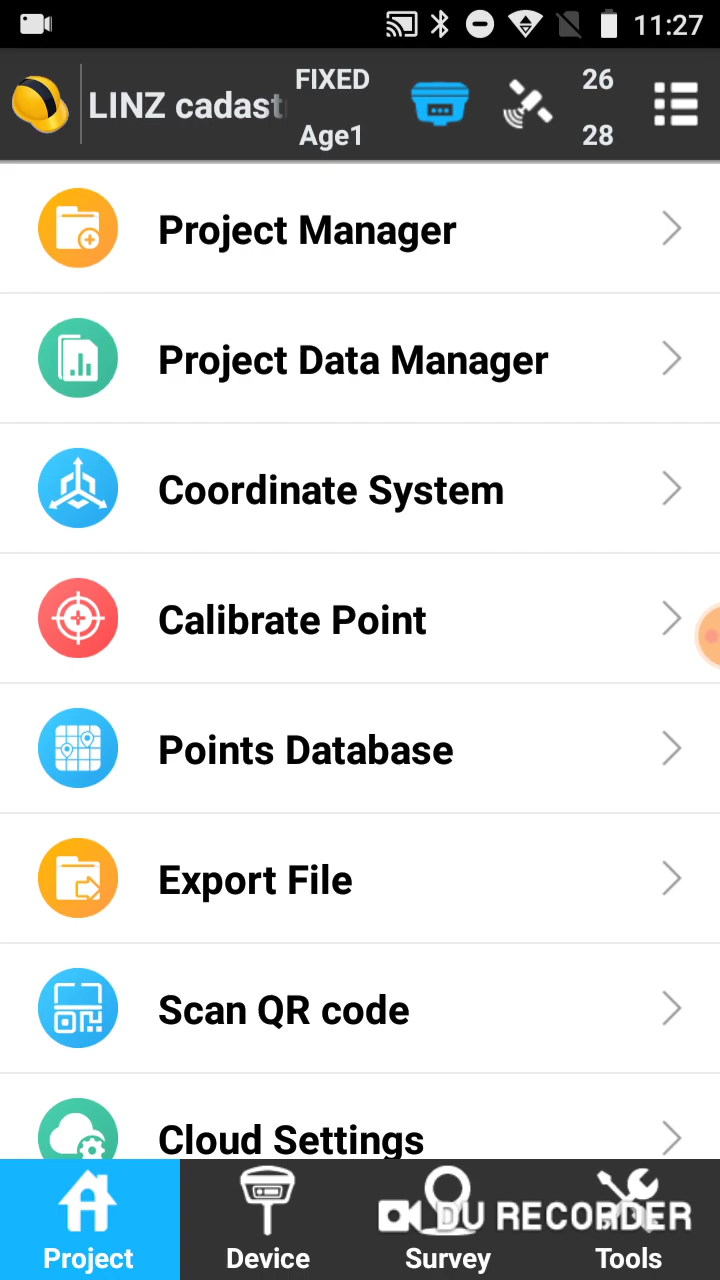 11:27
LINZ cadast
FIXED
Age1
26
28
Project Manager
Project Data Manager
Coordinate System
Calibrate Point
Points Database
Export File
Scan QR code
Cloud Settings
DU RECORDER
Project
Device
Survey
Tools